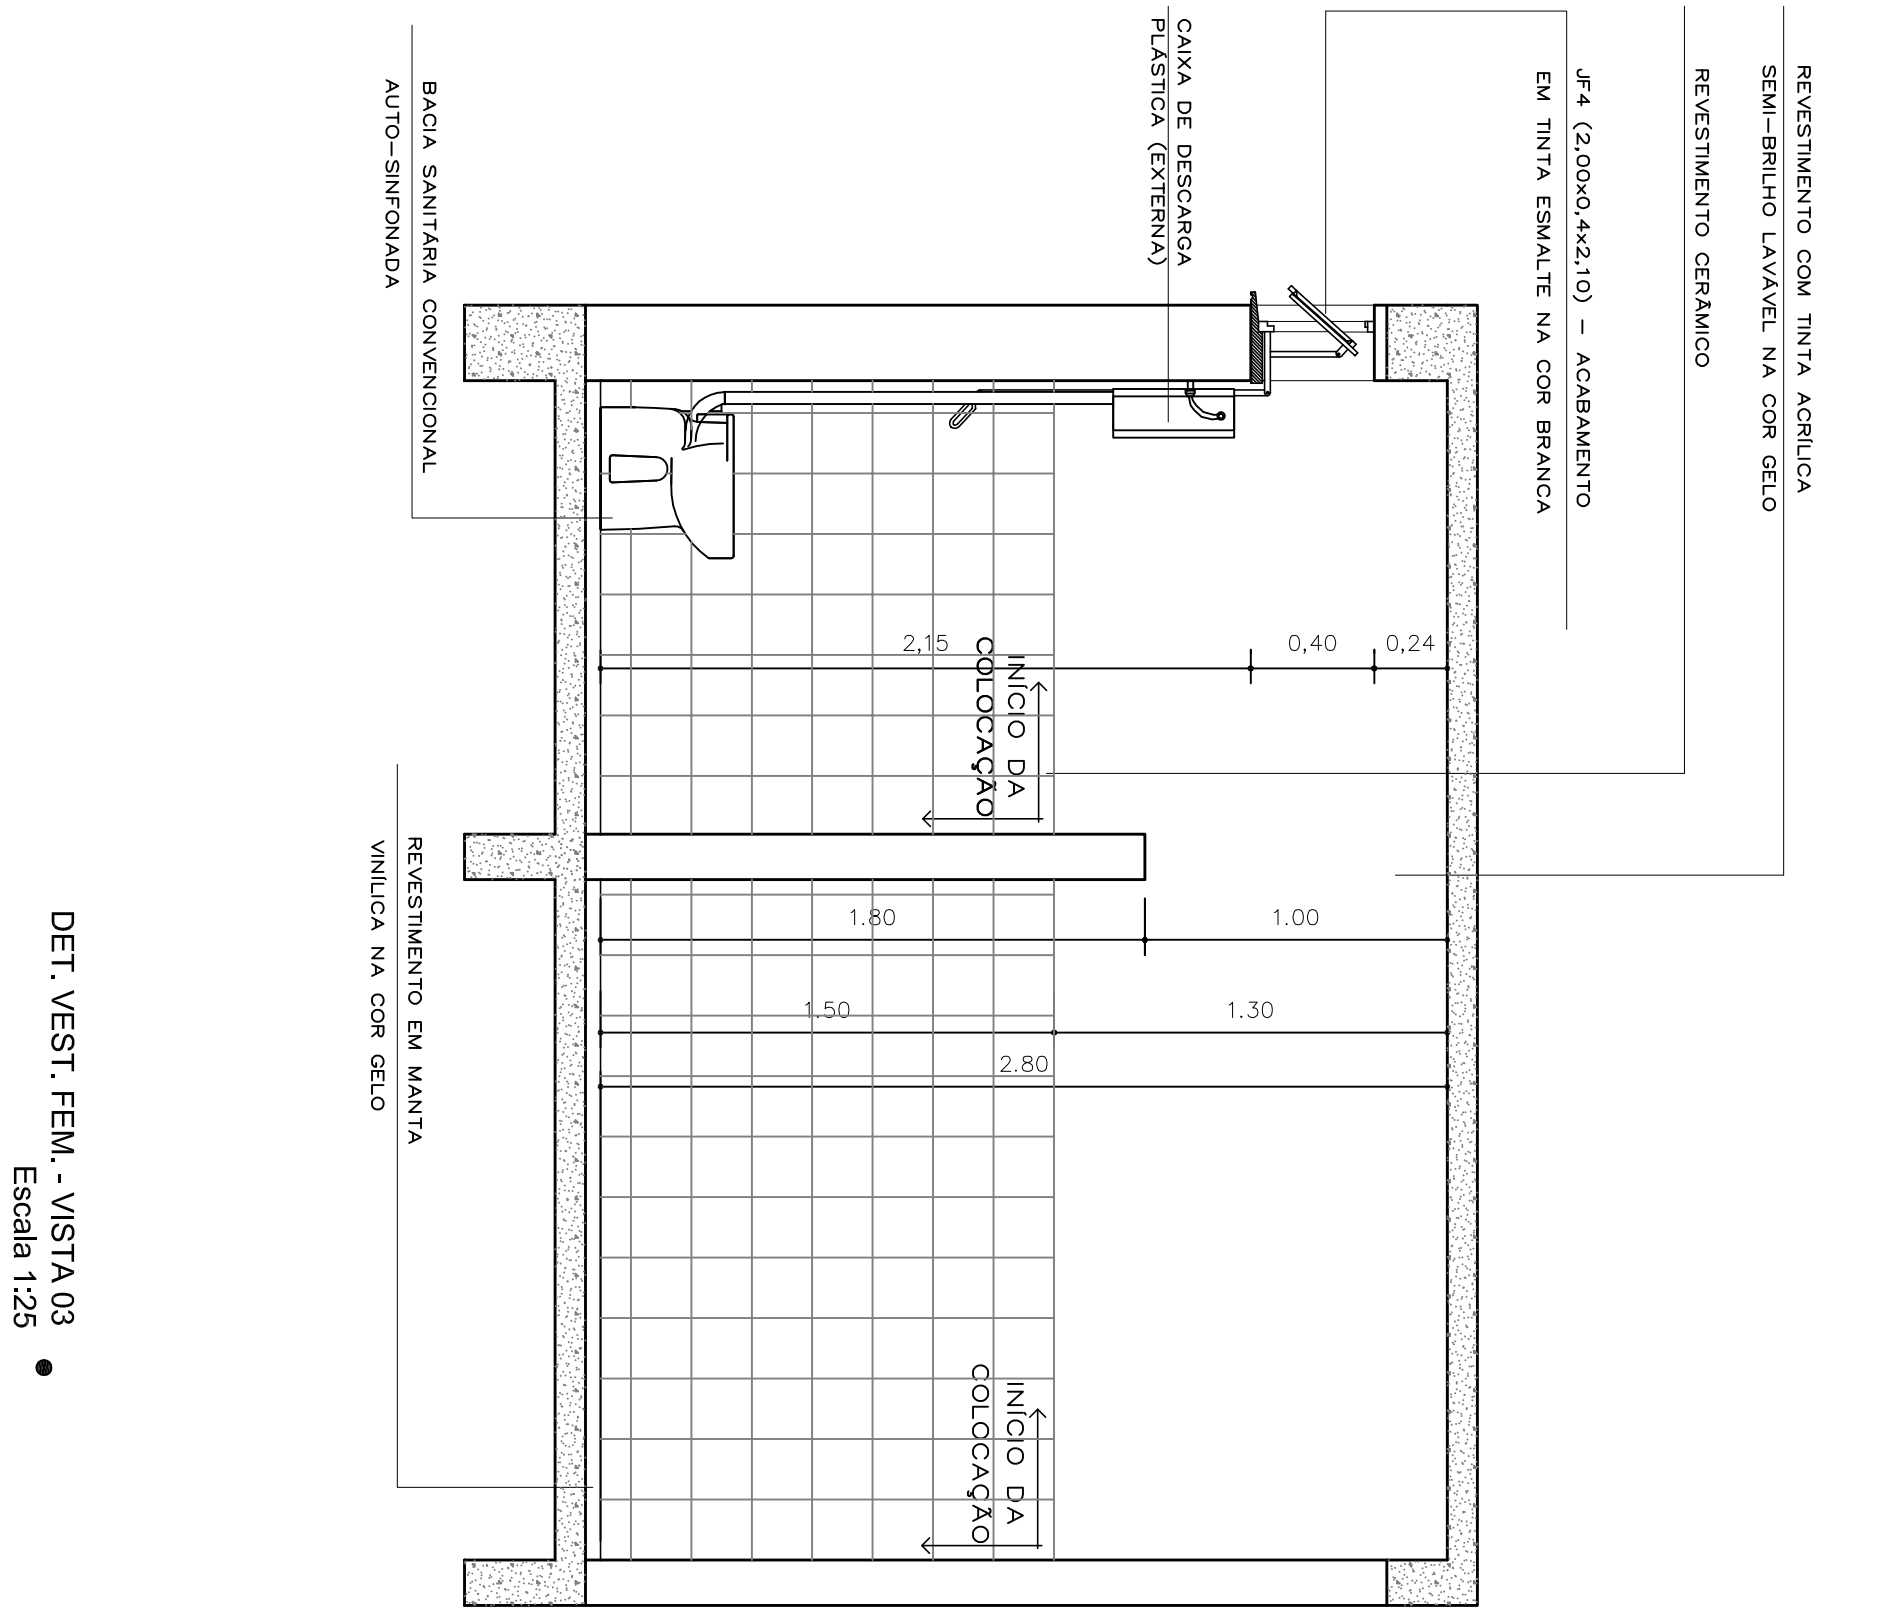 REVESTIMENTO COM TINTA ACRÍLICA
SEMI-BRILHO LAVÁVEL NA COR GELO
REVESTIMENTO CERÂMICO
JF4 (2,00x0,4x2,10) - ACABAMENTO
EM TINTA ESMALTE NA COR BRANCA
CAIXA DE DESCARGA
PLÁSTICA (EXTERNA)
BACIA SANITÁRIA CONVENCIONAL
AUTO-SINFONADA
2,15
0,40
0,24
INÍCIO DA
COLOCAÇÃO
1.80
1.00
1.50
1.30
2.80
INÍCIO DA
COLOCAÇÃO
REVESTIMENTO EM MANTA
VINÍLICA NA COR GELO
DET. VEST. FEM. - VISTA 03
Escala 1:25